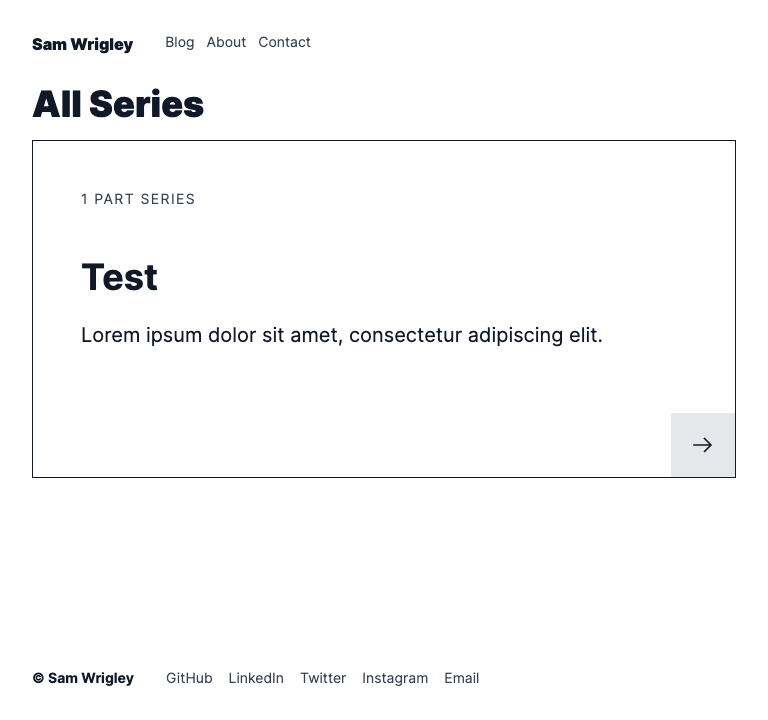 Sam Wrigley Blog About Contact
All Series
1 PART SERIES
Test
Lorem ipsum dolor sit amet, consectetur adipiscing elit.
© Sam Wrigley GitHub LinkedIn Twitter Instagram Email